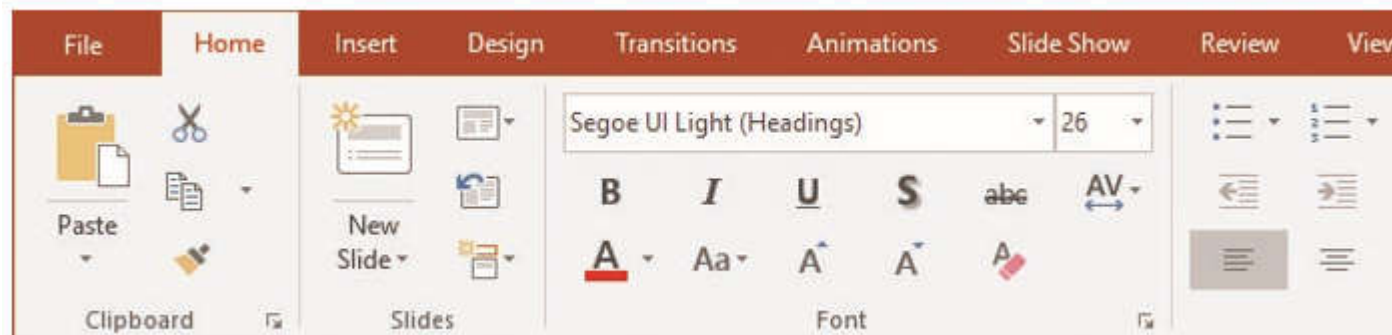 File Home Insert Design Transitions Animations Slide Show Review View
Segoe UI Light (Headings) 26
B I U S abc AV
Paste New
Slide A Aa A A A
Clipboard Slides Font